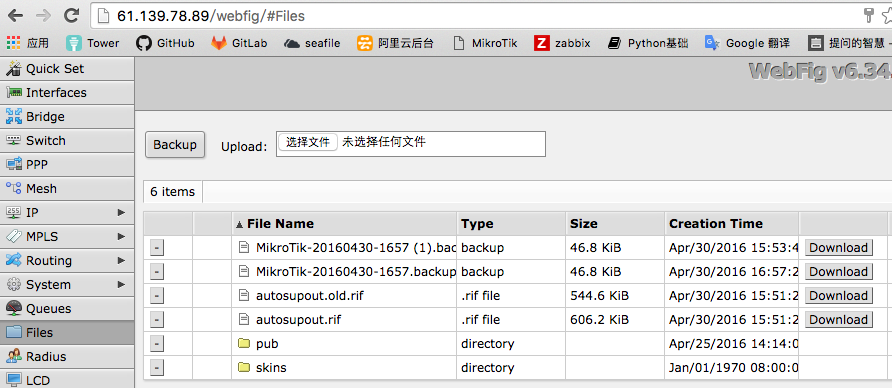 61.139.78.89/webfig/#Files
应用 Tower GitHub GitLab seafile 阿里云后台 MikroTik zabbix Python基础 Google 翻译 提问的智慧 -
Quick Set
Interfaces
Bridge
Switch
PPP
Mesh
IP
MPLS
Routing
System
Queues
Files
Radius
LCD
WebFig v6.34
Backup Upload: 选择文件 未选择任何文件
6 items
File Name Type Size Creation Time
- MikroTik-20160430-1657 (1).bac backup 46.8 KiB Apr/30/2016 15:53:4 Download
- MikroTik-20160430-1657.backup backup 46.8 KiB Apr/30/2016 16:57:2 Download
- autosupout.old.rif .rif file 544.6 KiB Apr/30/2016 15:51:2 Download
- autosupout.rif .rif file 606.2 KiB Apr/30/2016 15:51:2 Download
- pub directory Apr/25/2016 14:14:0
- skins directory Jan/01/1970 08:00:0